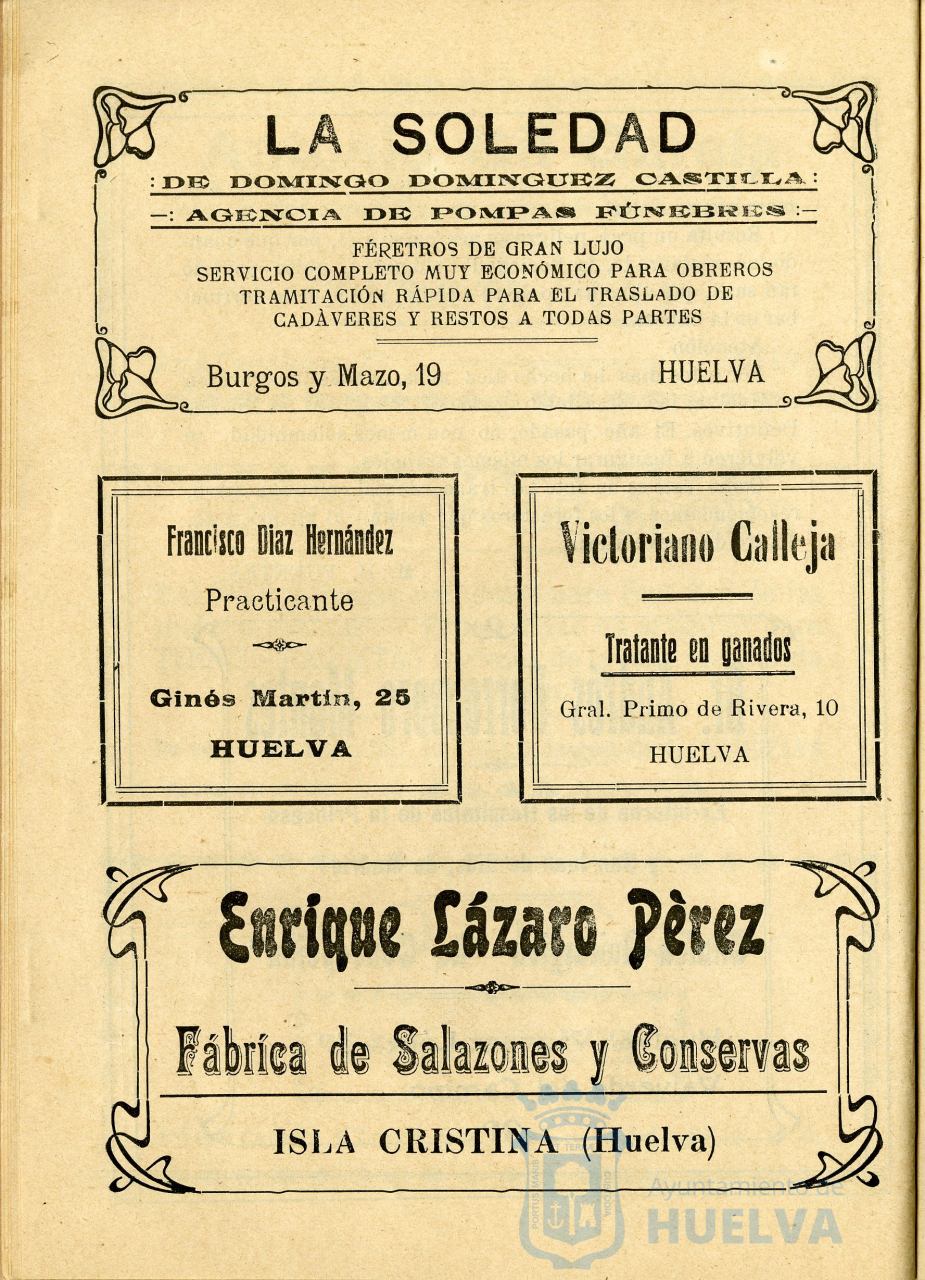 LA SOLEDAD
: DE DOMINGO DOMINGUEZ CASTILLA :
–: AGENCIA DE POMPAS FÚNEBRES :–
FÉRETROS DE GRAN LUJO
SERVICIO COMPLETO MUY ECONÓMICO PARA OBREROS
TRAMITACIÓN RÁPIDA PARA EL TRASLADO DE
CADÀVERES Y RESTOS A TODAS PARTES
Burgos y Mazo, 19 HUELVA
Francisco Diaz Hernández
Practicante
Ginés Martín, 25
HUELVA
Victoriano Calleja
Tratante en ganados
Gral. Primo de Rivera, 10
HUELVA
Enríque Lázaro Pèrez
Fábríca de Salazones y Conservas
ISLA CRISTINA (Huelva)
Ayuntamiento de
HUELVA